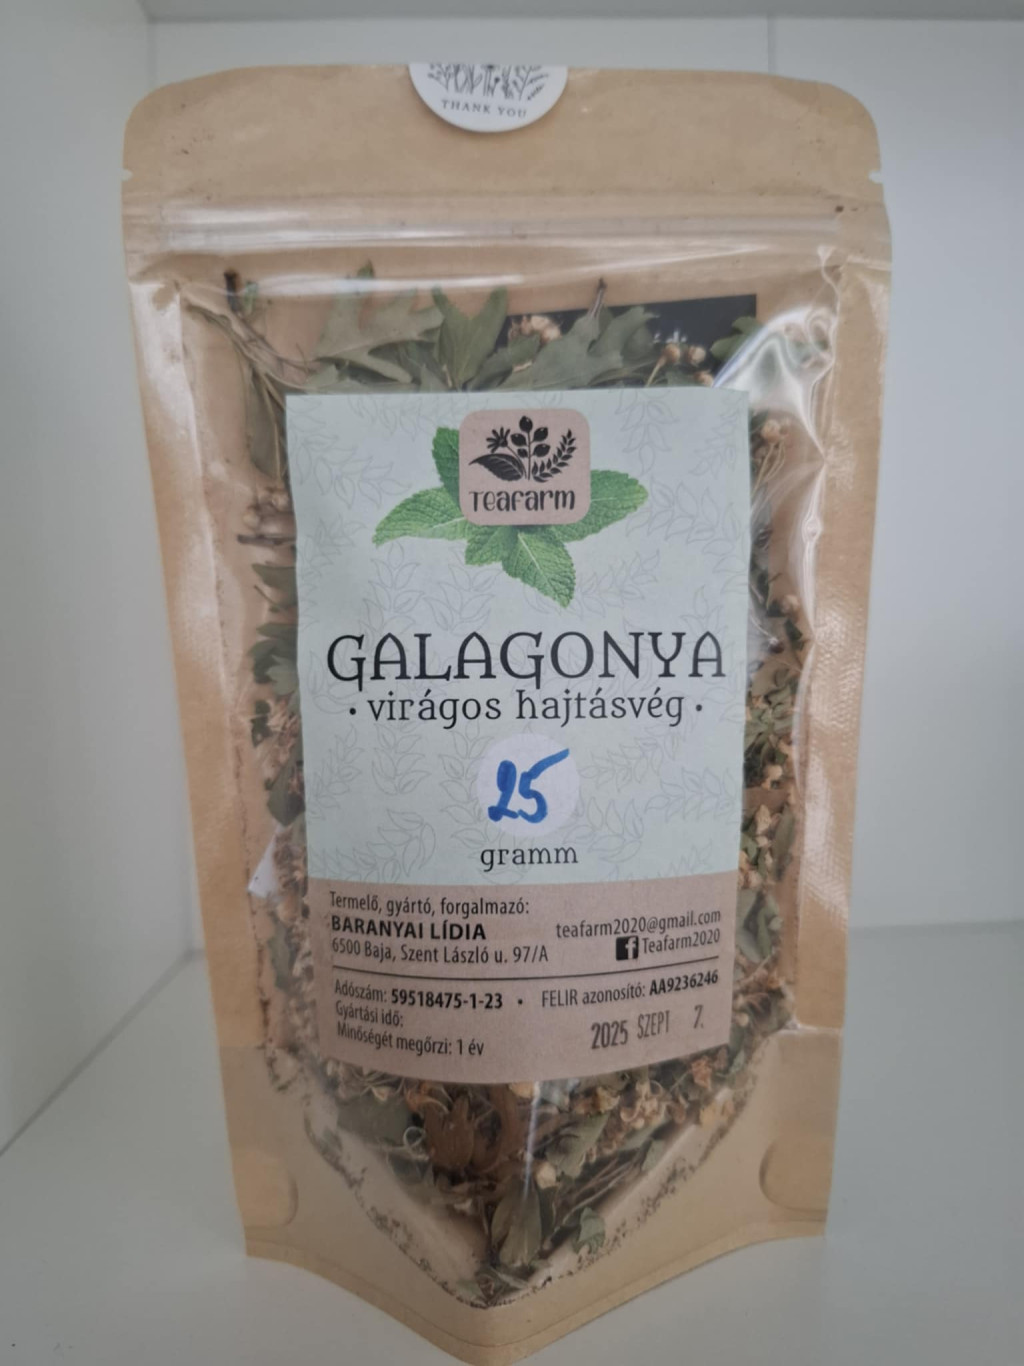 THANK YOU
TEAFARM
GALAGONYA
• virágos hajtásvég •
25
gramm
Termelő, gyártó, forgalmazó:
BARANYAI LÍDIA
6500 Baja, Szent László u. 97/A
teafarm2020@gmail.com
f Teafarm2020
Adószám: 59518475-1-23 • FELIR azonosító: AA9236246
Gyártási idő:
2025 SZEPT 7.
Minőségét megőrzi: 1 év